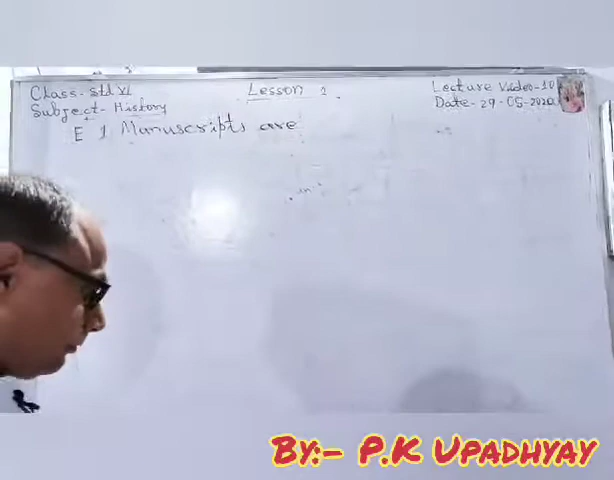 Class- Std VI Lesson 2 Lecture Video-10
Subject- History Date- 29-05-2020
E 1 Manuscripts are
By:- P.K Upadhyay